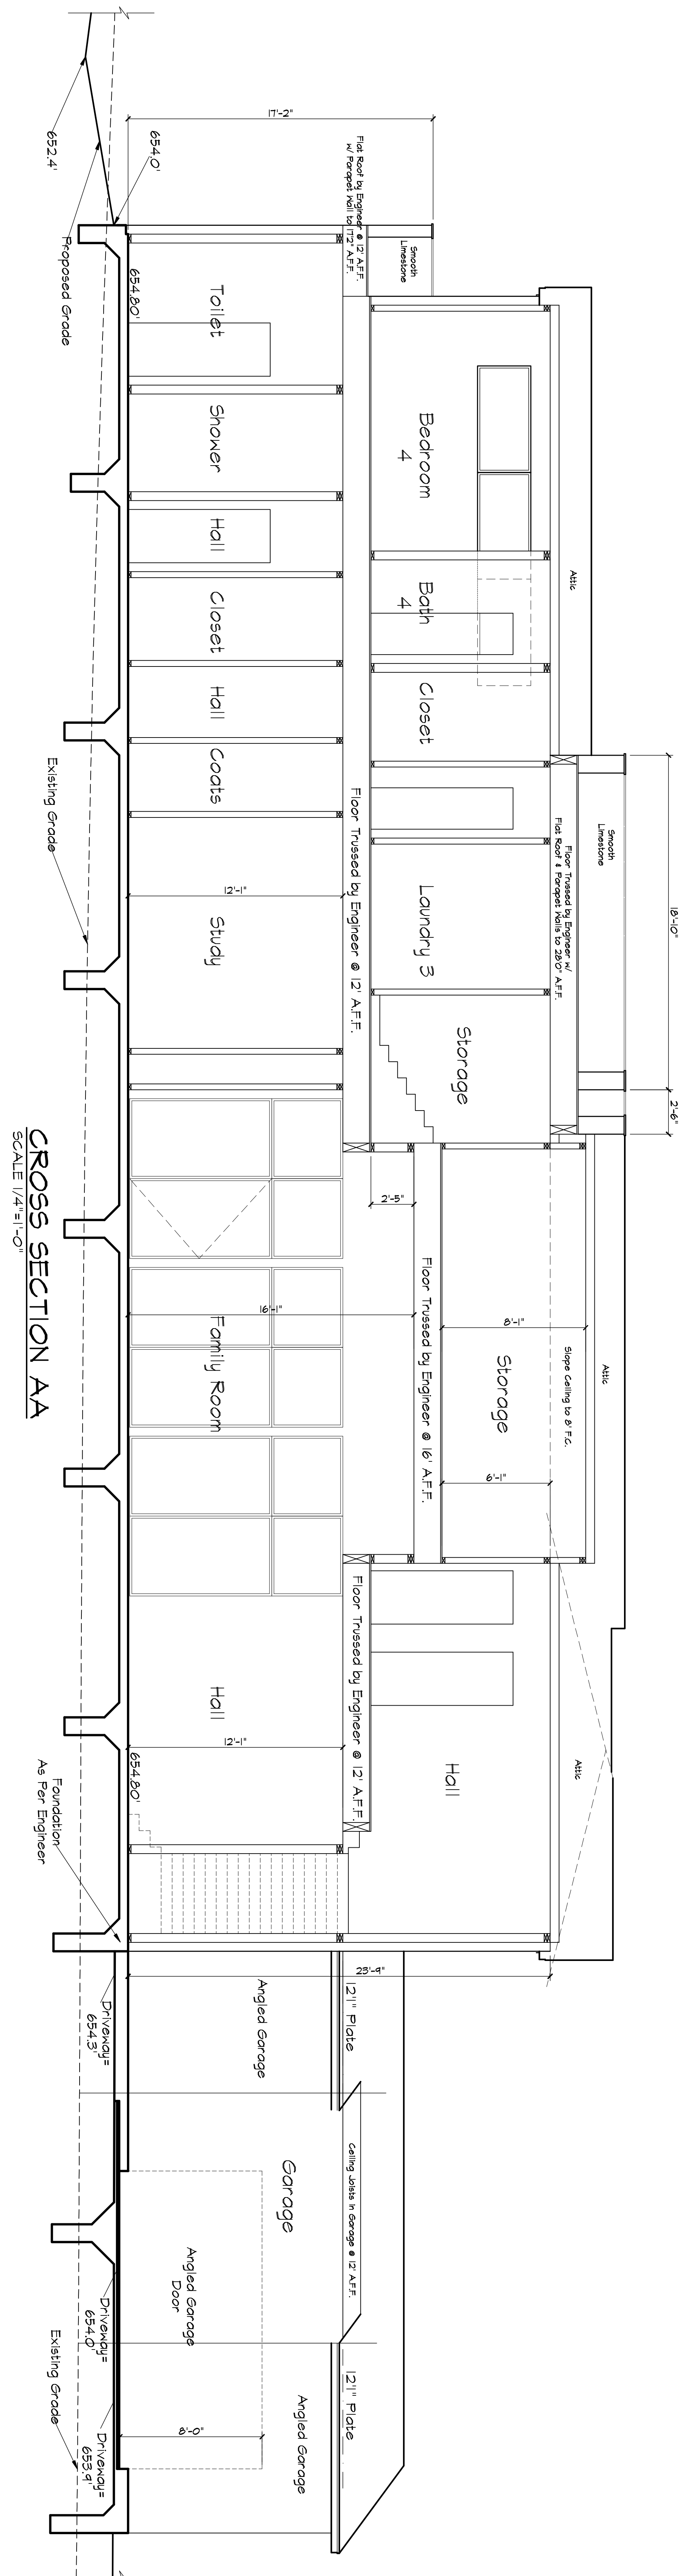 18'-10"
2'-6"
Smooth
Limestone
Floor Trussed by Engineer w/
Flat Roof & Parapet Walls to 28'0" A.F.F.
Attic
Attic
Attic
Slope Ceiling to 8' F.C.
8'-1"
6'-1"
Storage
17'-2"
Smooth
Limestone
Flat Roof by Engineer @ 12' A.F.F.
w/ Parapet Wall to 17'2" A.F.F.
Bedroom
4
Bath
4
Closet
Laundry 3
Storage
2'-5"
Floor Trussed by Engineer @ 16' A.F.F.
Hall
Floor Trussed by Engineer @ 12' A.F.F.
Floor Trussed by Engineer @ 12' A.F.F.
23'-9"
12'1" Plate
Ceiling Joists in Garage @ 12' A.F.F.
12'1" Plate
Toilet
Shower
Hall
Closet
Hall
Coats
12'-1"
Study
16'-1"
Family Room
Hall
12'-1"
Angled Garage
Garage
Angled Garage
Door
8'-0"
Angled Garage
654.0'
654.80'
654.80'
652.4'
Proposed Grade
Existing Grade
Foundation
As Per Engineer
Driveway=
654.3'
Driveway=
654.0'
Driveway=
653.9'
Existing Grade
CROSS SECTION AA
SCALE 1/4"=1'-0"